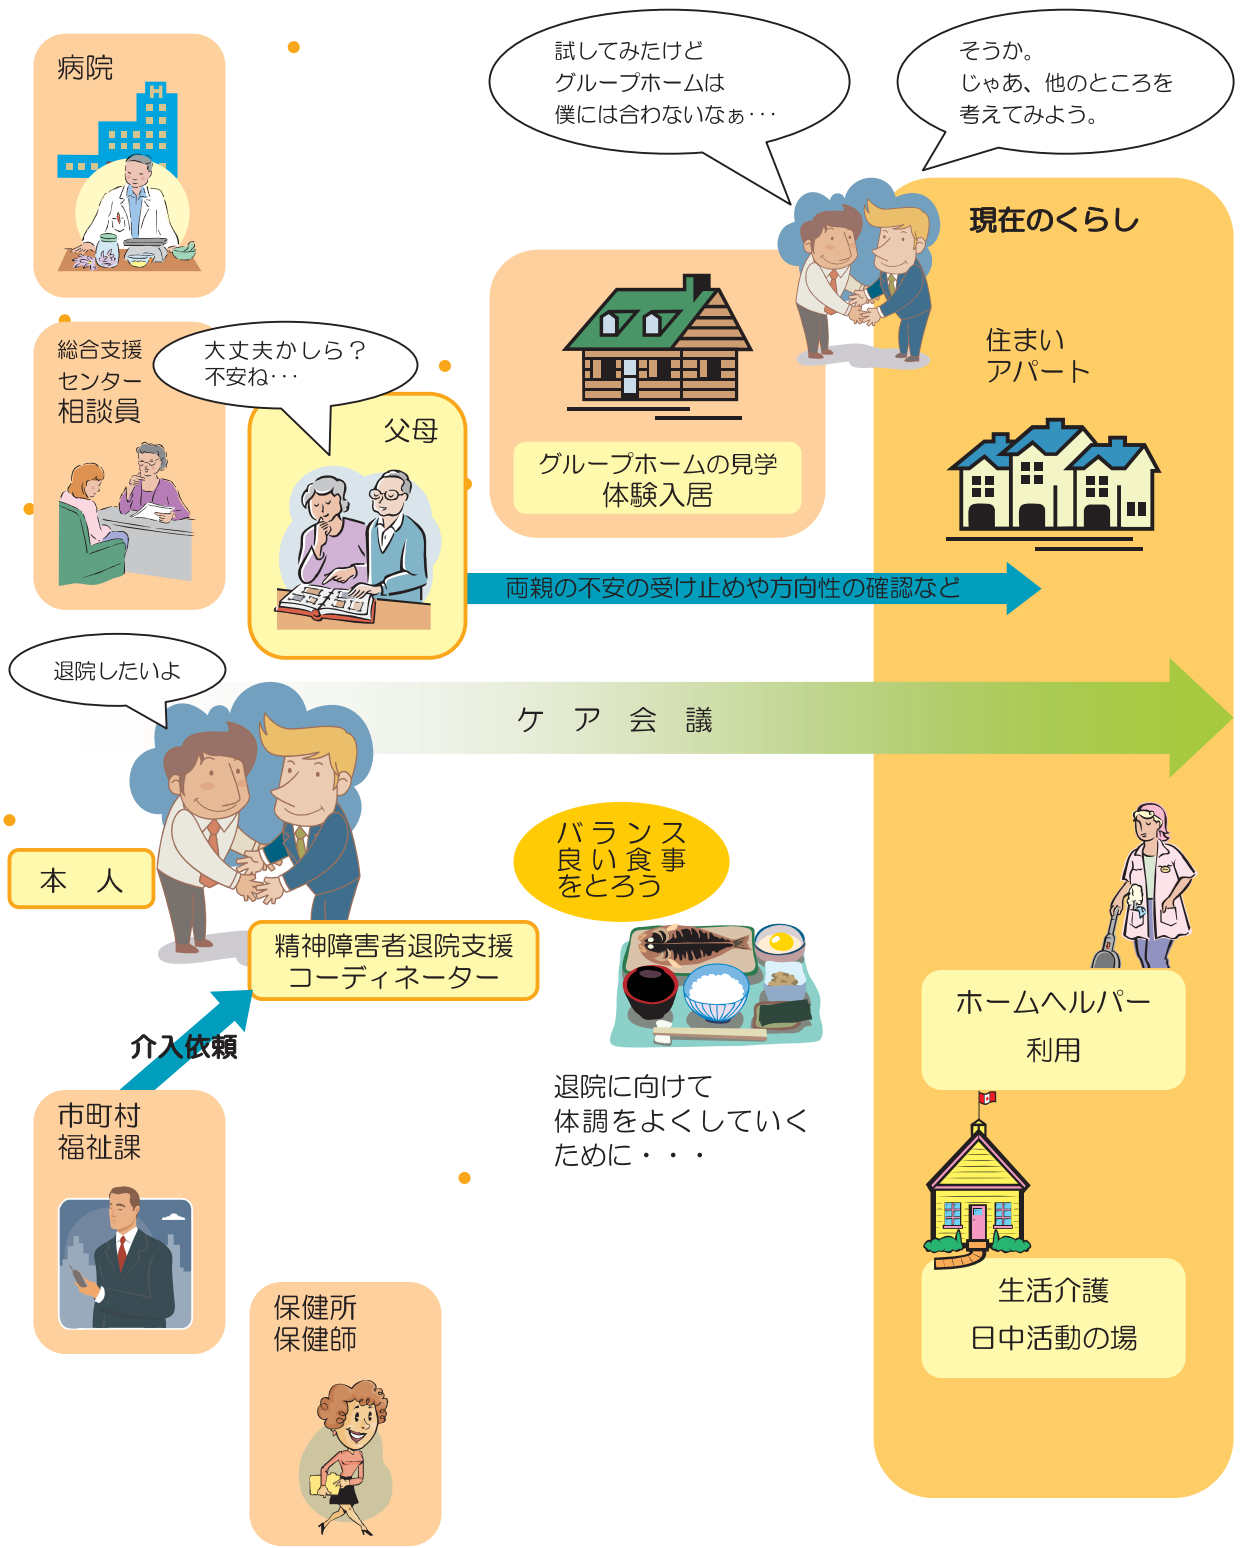 病院
H
試してみたけど
グループホームは
僕には合わないなぁ･･･
そうか。
じゃあ、他のところを
考えてみよう。
現在のくらし
総合支援
センター
相談員
大丈夫かしら？
不安ね･･･
父母
グループホームの見学
体験入居
住まい
アパート
両親の不安の受け止めや方向性の確認など
退院したいよ
ケア会議
本人
精神障害者退院支援
コーディネーター
バランス
良い食事
をとろう
介入依頼
市町村
福祉課
退院に向けて
体調をよくしていく
ために・・・
ホームヘルパー
利用
生活介護
日中活動の場
保健所
保健師